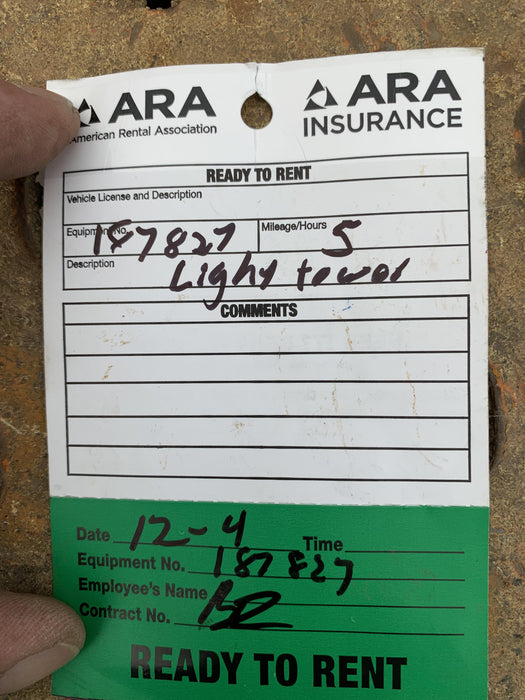 ARA ARA
American Rental Association INSURANCE
READY TO RENT
Vehicle License and Description
Equipment No. 187827 Mileage/Hours 5
Description Light tower
COMMENTS
Date 12-4 Time
Equipment No. 187827
Employee's Name
Contract No.
READY TO RENT